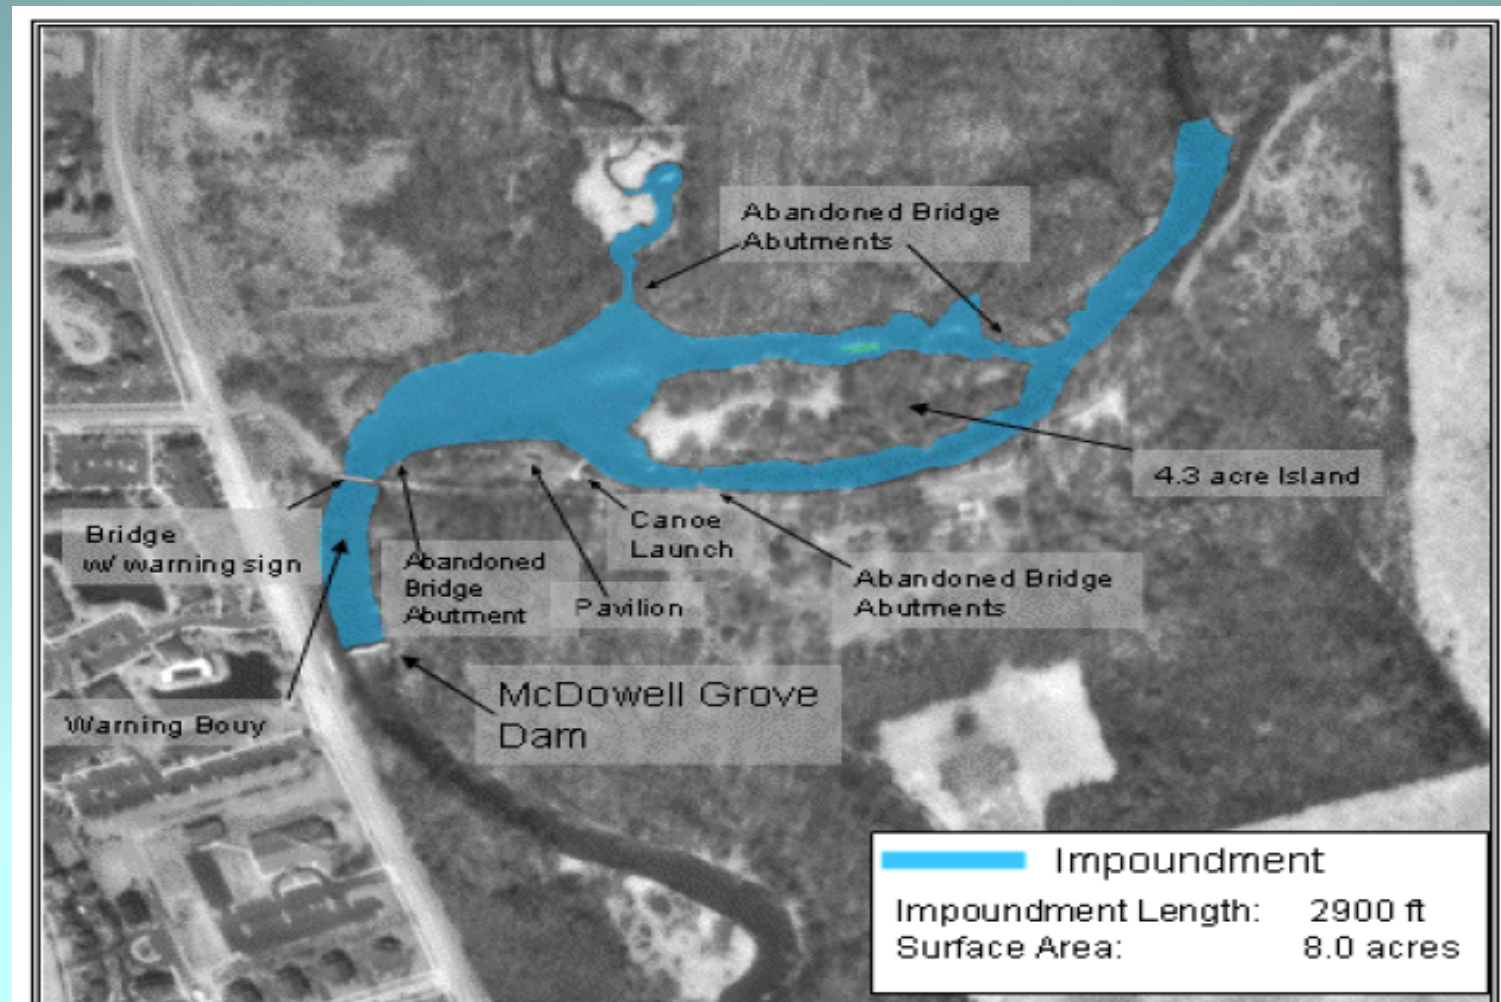 Abandoned Bridge
Abutments
4.3 acre Island
Bridge
w/ warning sign
Abandoned
Bridge
Abutment
Pavilion
Canoe
Launch
Abandoned Bridge
Abutments
Warning Bouy
McDowell Grove
Dam
Impoundment
Impoundment Length: 2900 ft
Surface Area: 8.0 acres